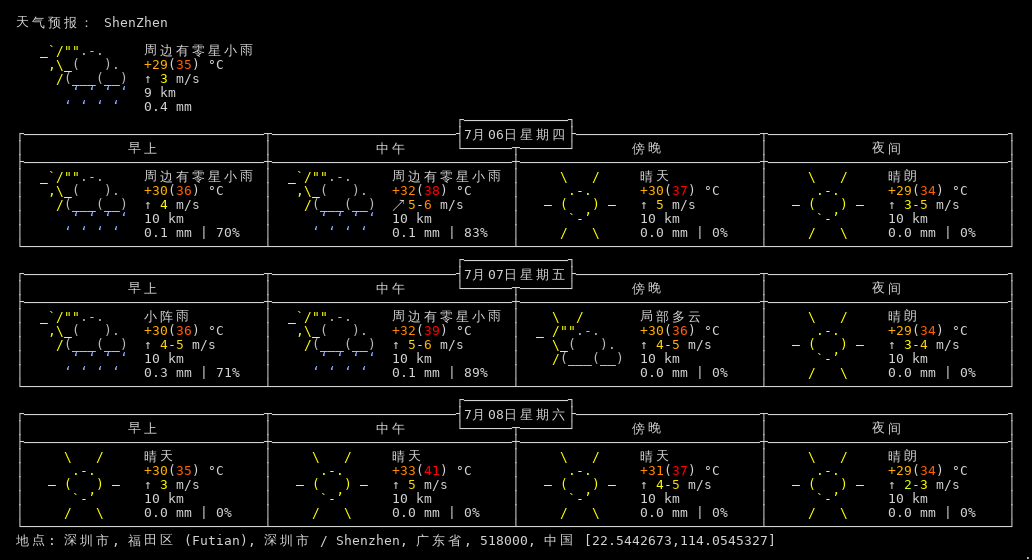 天气预报： ShenZhen
周边有零星小雨
+29(35) °C
↑ 3 m/s
9 km
0.4 mm
7月06日星期四
早上 中午 傍晚 夜间
周边有零星小雨 周边有零星小雨 晴天 晴朗
+30(36) °C +32(38) °C +30(37) °C +29(34) °C
↑ 4 m/s ↗ 5-6 m/s ↑ 5 m/s ↑ 3-5 m/s
10 km 10 km 10 km 10 km
0.1 mm | 70% 0.1 mm | 83% 0.0 mm | 0% 0.0 mm | 0%
7月07日星期五
早上 中午 傍晚 夜间
小阵雨 周边有零星小雨 局部多云 晴朗
+30(36) °C +32(39) °C +30(36) °C +29(34) °C
↑ 4-5 m/s ↑ 5-6 m/s ↑ 4-5 m/s ↑ 3-4 m/s
10 km 10 km 10 km 10 km
0.3 mm | 71% 0.1 mm | 89% 0.0 mm | 0% 0.0 mm | 0%
7月08日星期六
早上 中午 傍晚 夜间
晴天 晴天 晴天 晴朗
+30(35) °C +33(41) °C +31(37) °C +29(34) °C
↑ 3 m/s ↑ 5 m/s ↑ 4-5 m/s ↑ 2-3 m/s
10 km 10 km 10 km 10 km
0.0 mm | 0% 0.0 mm | 0% 0.0 mm | 0% 0.0 mm | 0%
地点: 深圳市, 福田区 (Futian), 深圳市 / Shenzhen, 广东省, 518000, 中国 [22.5442673,114.0545327]